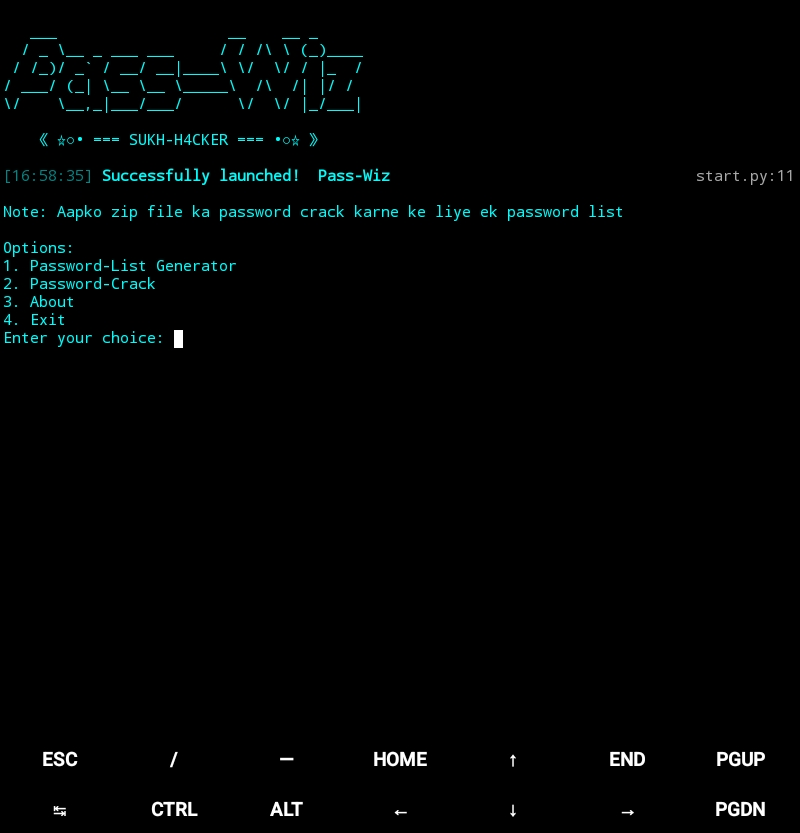 Pass-Wiz
《 ☆○• === SUKH-H4CKER === •○☆ 》
[16:58:35] Successfully launched!  Pass-Wiz start.py:11
Note: Aapko zip file ka password crack karne ke liye ek password list
Options:
1. Password-List Generator
2. Password-Crack
3. About
4. Exit
Enter your choice:
ESC / — HOME ↑ END PGUP
↹ CTRL ALT ← ↓ → PGDN